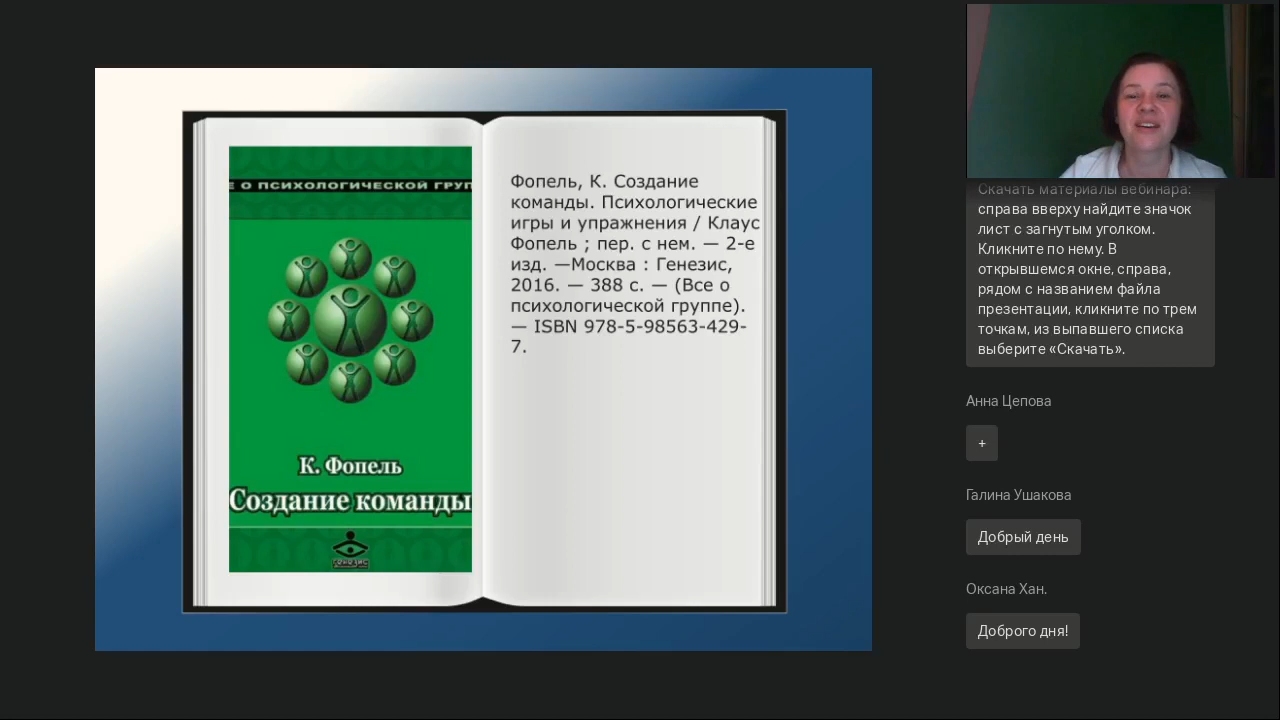 Е О ПСИХОЛОГИЧЕСКОЙ ГРУП
К. Фопель
Создание команды
генезис
Фопель, К. Создание
команды. Психологические
игры и упражнения / Клаус
Фопель ; пер. с нем. — 2-е
изд. —Москва : Генезис,
2016. — 388 с. — (Все о
психологической группе).
— ISBN 978-5-98563-429-
7.
Скачать материалы вебинара:
справа вверху найдите значок
лист с загнутым уголком.
Кликните по нему. В
открывшемся окне, справа,
рядом с названием файла
презентации, кликните по трем
точкам, из выпавшего списка
выберите «Скачать».
Анна Цепова
+
Галина Ушакова
Добрый день
Оксана Хан.
Доброго дня!